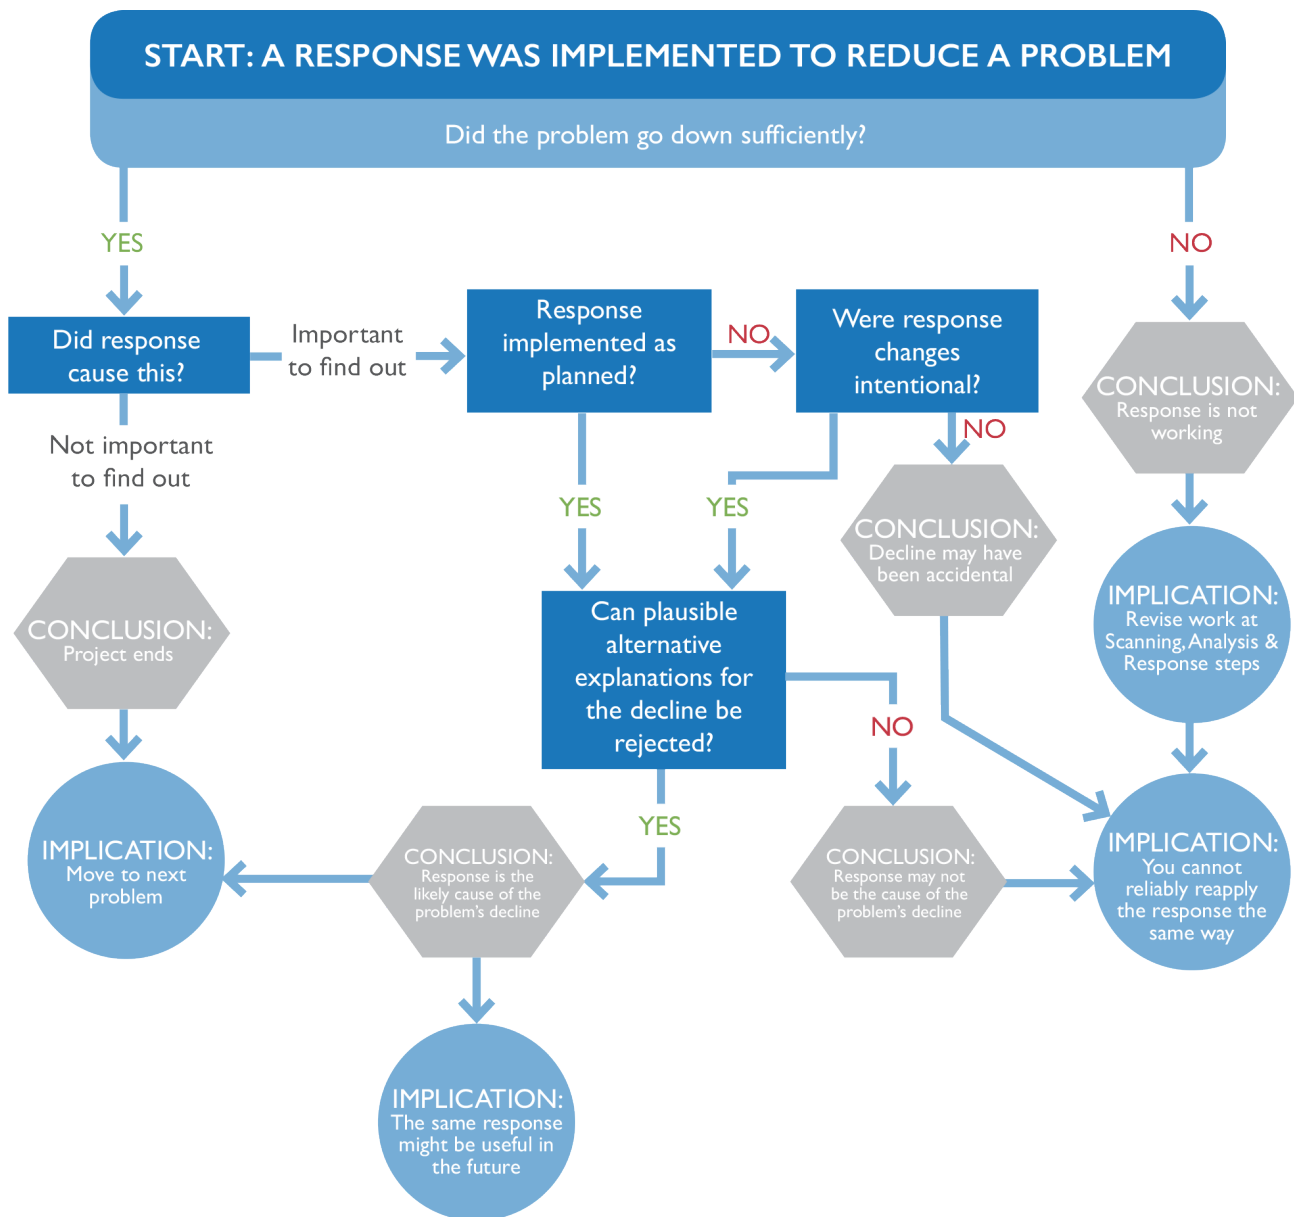 START: A RESPONSE WAS IMPLEMENTED TO REDUCE A PROBLEM
Did the problem go down sufficiently?
YES
NO
Did response
cause this?
Important
to find out
Response
implemented as
planned?
NO
Were response
changes
intentional?
CONCLUSION:
Response is not
working
Not important
to find out
NO
YES
YES
CONCLUSION:
Decline may have
been accidental
IMPLICATION:
Revise work at
Scanning, Analysis &
Response steps
CONCLUSION:
Project ends
Can plausible
alternative
explanations for
the decline be
rejected?
NO
YES
IMPLICATION:
Move to next
problem
CONCLUSION:
Response is the
likely cause of the
problem's decline
CONCLUSION:
Response may not
be the cause of the
problem's decline
IMPLICATION:
You cannot
reliably reapply
the response the
same way
IMPLICATION:
The same response
might be useful in
the future